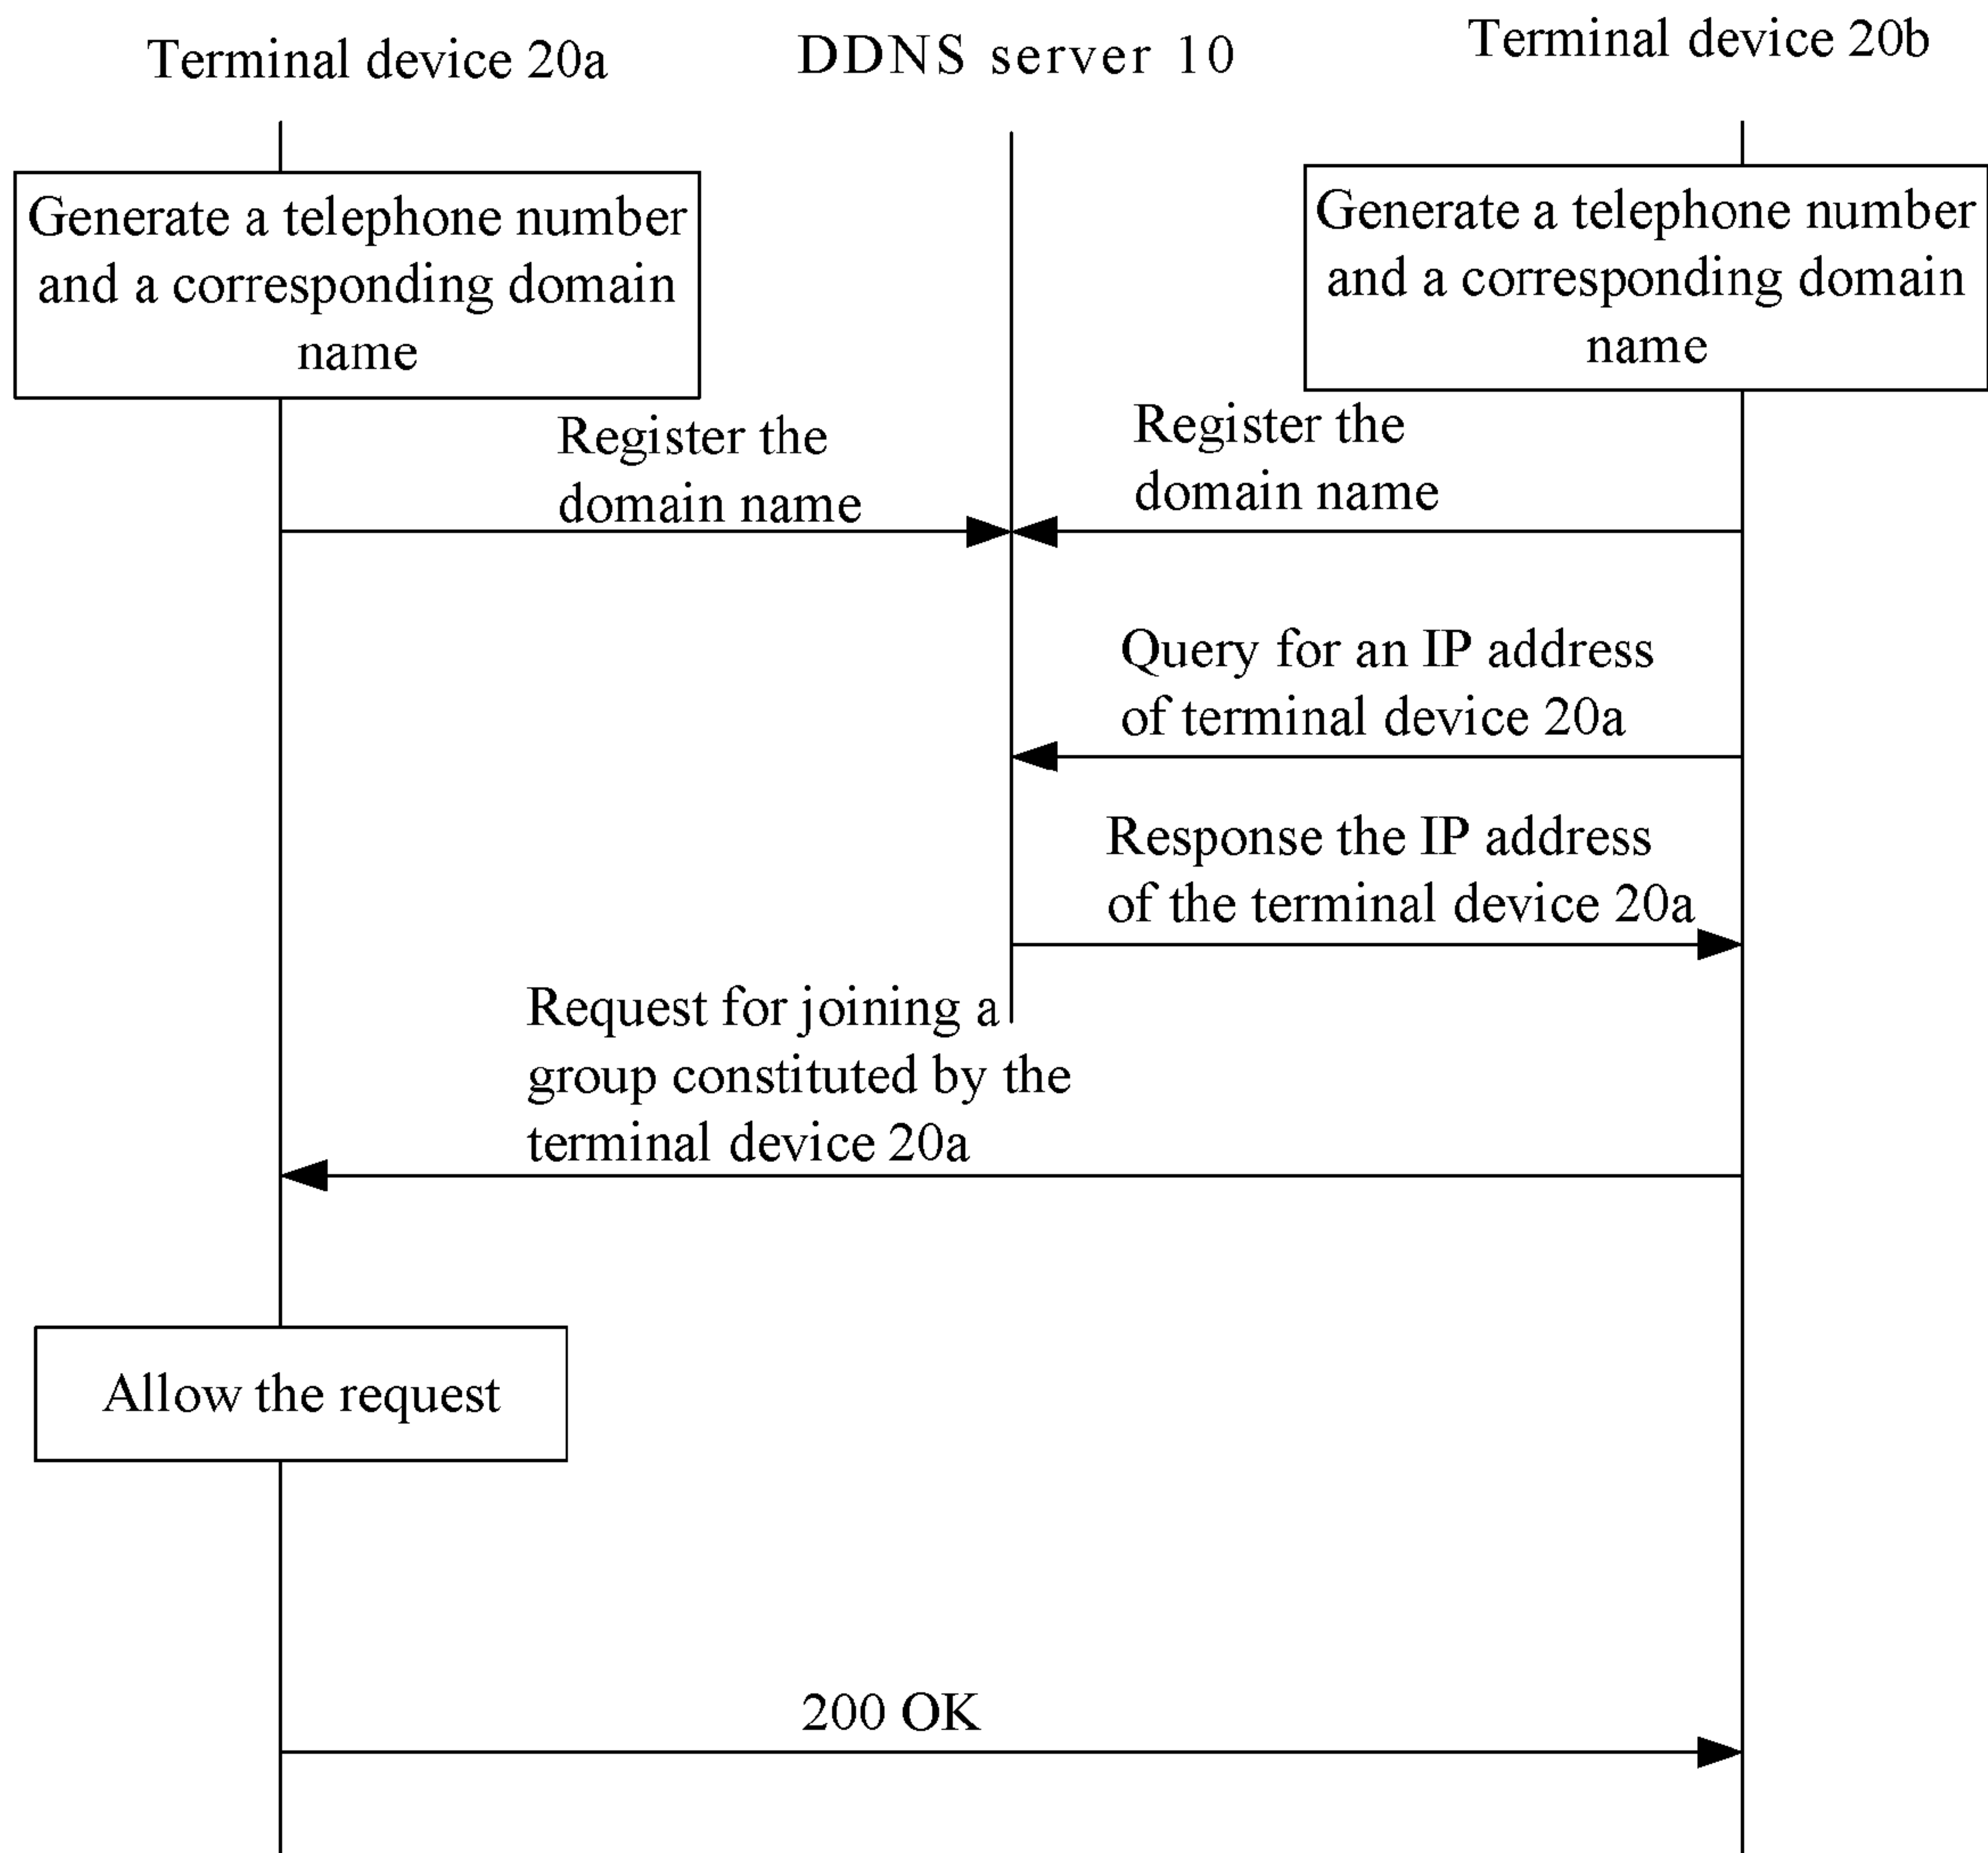 Terminal device 20a
DDNS server 10
Terminal device 20b
Generate a telephone number
and a corresponding domain
name
Generate a telephone number
and a corresponding domain
name
Register the
domain name
Register the
domain name
Query for an IP address
of terminal device 20a
Response the IP address
of the terminal device 20a
Request for joining a
group constituted by the
terminal device 20a
Allow the request
200 OK